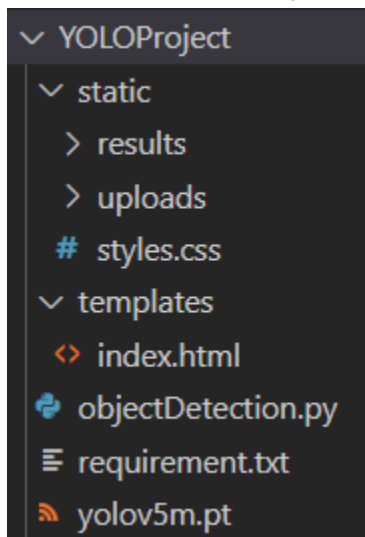 YOLOProject
static
results
uploads
# styles.css
templates
<> index.html
objectDetection.py
requirement.txt
yolov5m.pt